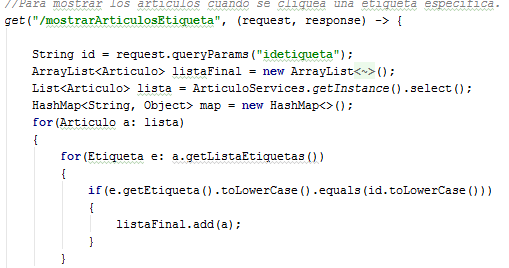 //Para mostrar los articulos cuando se cliquea una etiqueta especifica.
get("/mostrarArticulosEtiqueta", (request, response) -> {
String id = request.queryParams("idetiqueta");
ArrayList<Articulo> listaFinal = new ArrayList<~>();
List<Articulo> lista = ArticuloServices.getInstance().select();
HashMap<String, Object> map = new HashMap<>();
for(Articulo a: lista)
{
for(Etiqueta e: a.getListaEtiquetas())
{
if(e.getEtiqueta().toLowerCase().equals(id.toLowerCase()))
{
listaFinal.add(a);
}
}